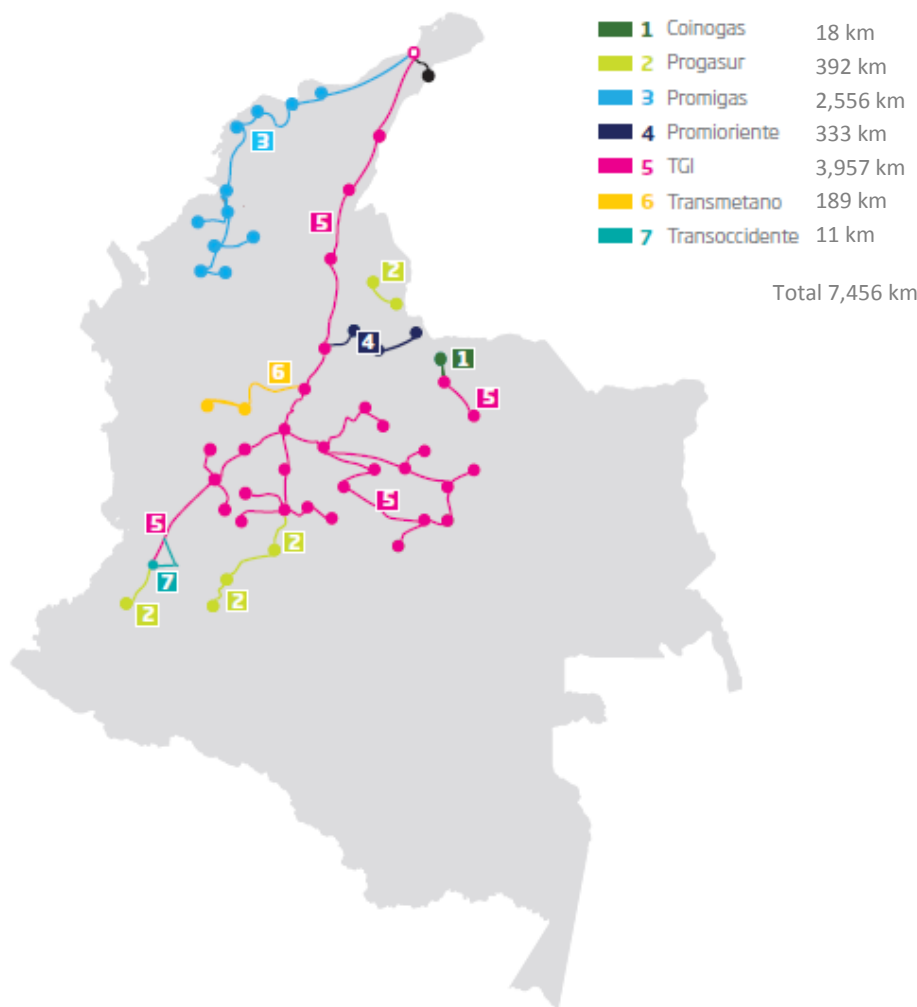 1 Coinogas 18 km
2 Progasur 392 km
3 Promigas 2,556 km
4 Promioriente 333 km
5 TGI 3,957 km
6 Transmetano 189 km
7 Transoccidente 11 km
Total 7,456 km
3
5
2
4
1
6
5
5
5
2
7
2
2